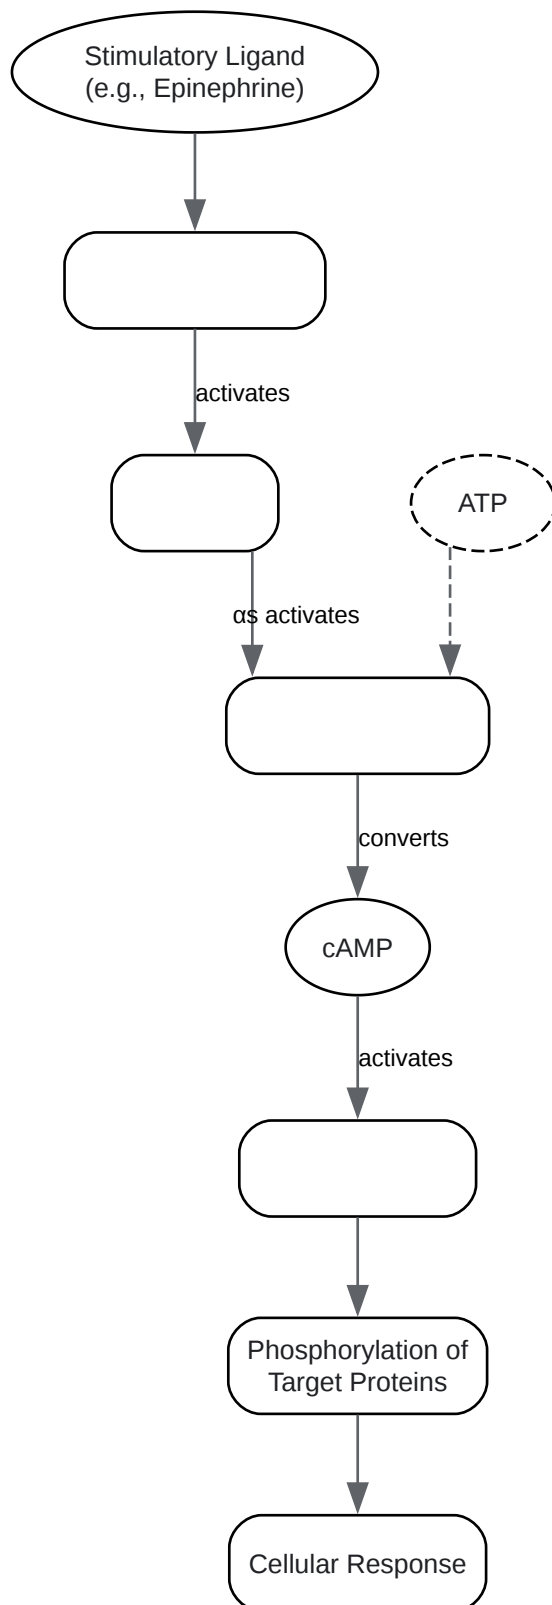 Stimulatory Ligand
(e.g., Epinephrine)
activates
ATP
αs activates
converts
cAMP
activates
Phosphorylation of
Target Proteins
Cellular Response